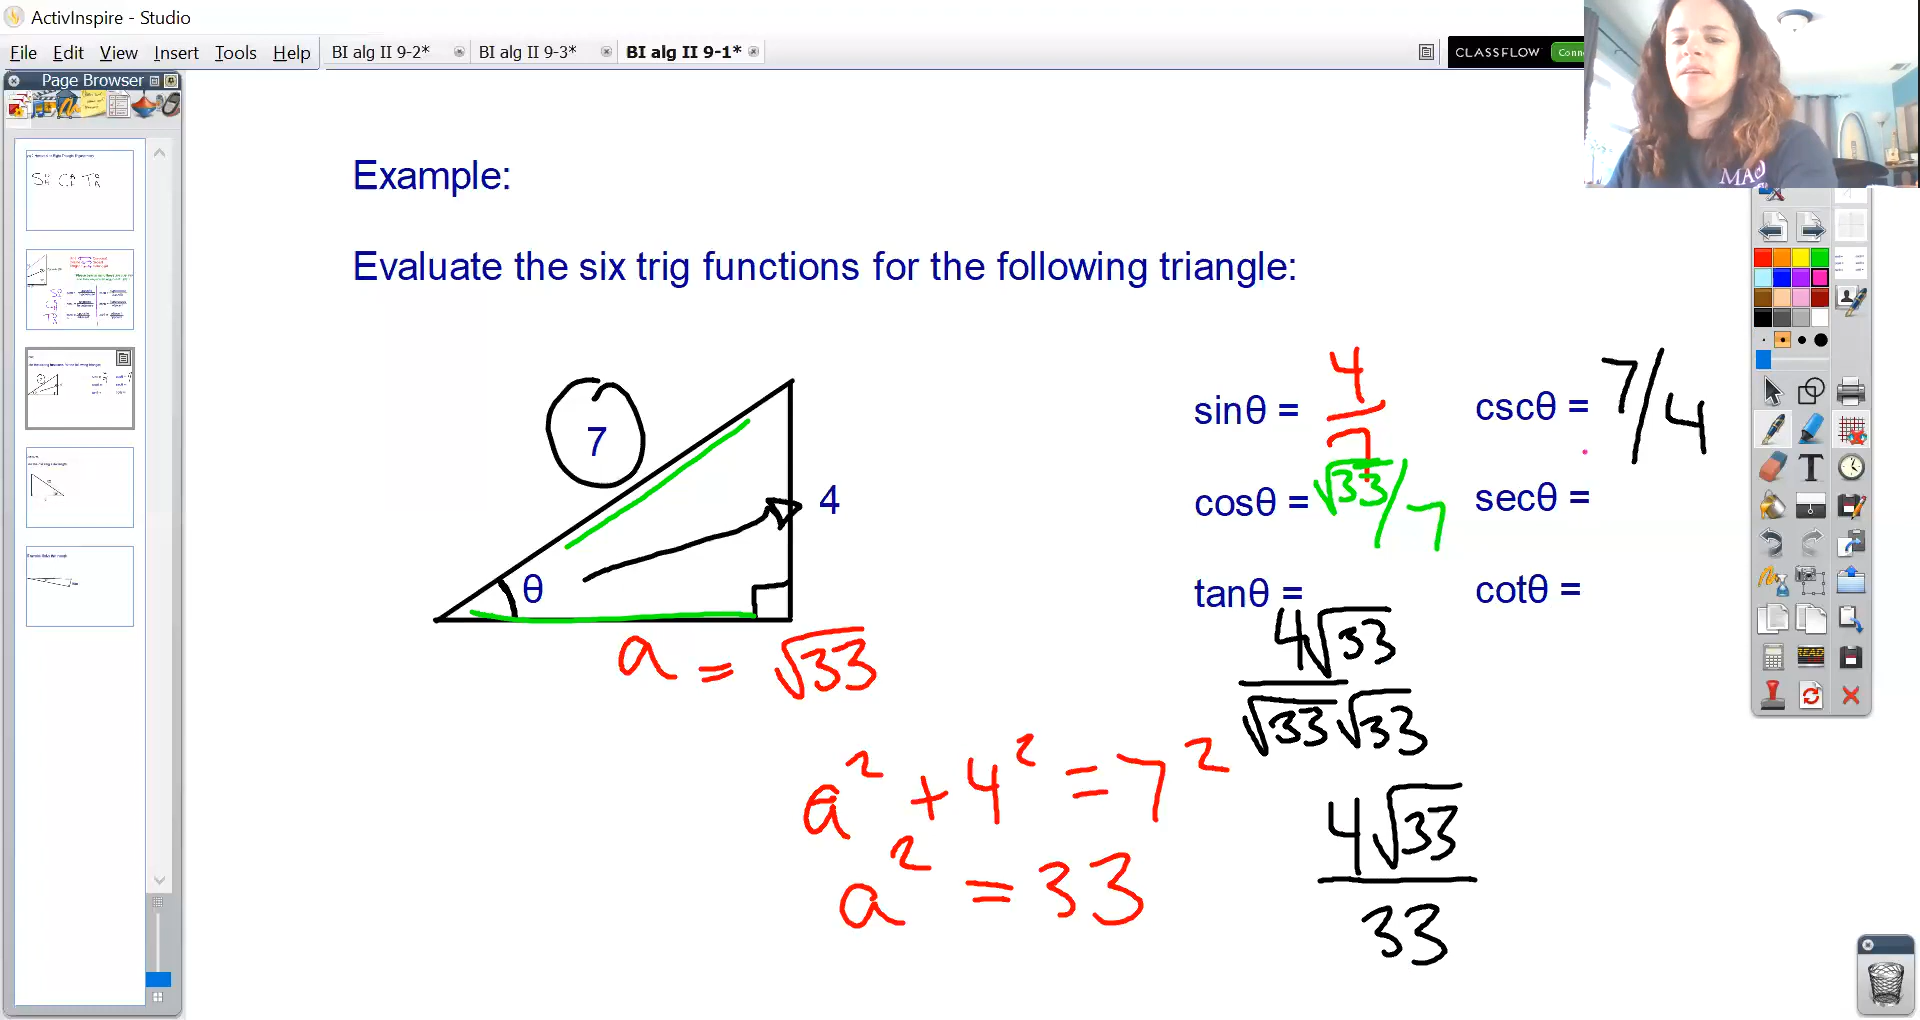 ActivInspire - Studio
File Edit View Insert Tools Help
BI alg II 9-2* BI alg II 9-3* BI alg II 9-1*
CLASSFLOW Conn
Page Browser
MA
Example:
Evaluate the six trig functions for the following triangle:
7
4
θ
a = √33
a² + 4² = 7²
a² = 33
sinθ = 4/7
cscθ = 7/4
cosθ = √33/7
secθ =
tanθ =
cotθ =
4√33
√33 √33
4√33
33